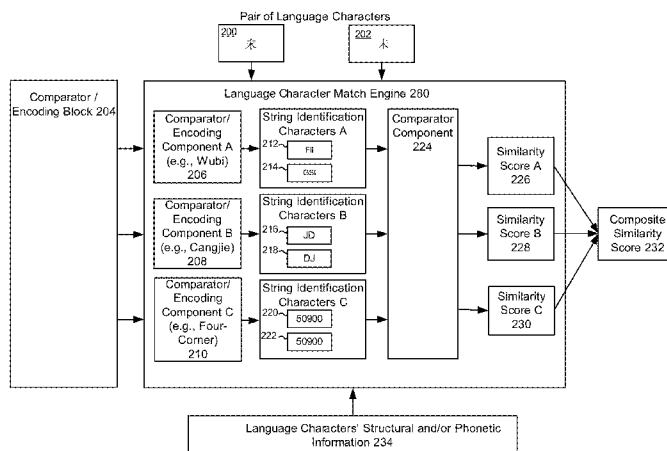 Pair of Language Characters
200
202
Comparator /
Encoding Block 204
Language Character Match Engine 280
Comparator/
Encoding
Component A
(e.g., Wubi)
206
String Identification
Characters A
212
FII
214
Comparator/
Encoding
Component B
(e.g., Cangjie)
208
String Identification
Characters B
216
JD
218
DJ
Comparator/
Encoding
Component C
(e.g., Four-
Corner)
210
String Identification
Characters C
220
50900
222
50900
Comparator
Component
224
Similarity
Score A
226
Similarity
Score B
228
Similarity
Score C
230
Composite
Similarity
Score 232
Language Characters' Structural and/or Phonetic
Information 234